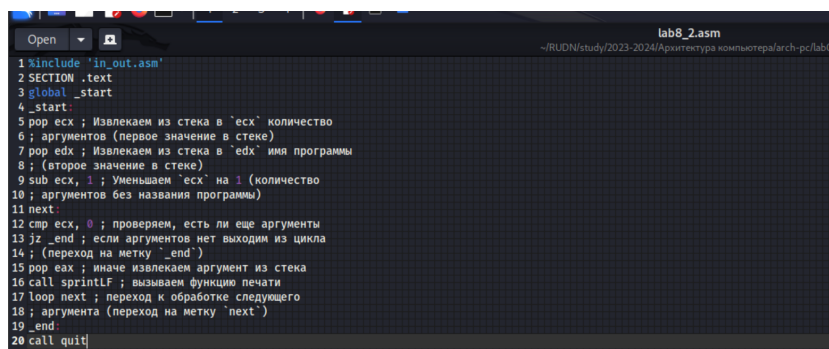 Open
lab8_2.asm
~/RUDN/study/2023-2024/Архитектура компьютера/arch-pc/lab
1 %include 'in_out.asm'
2 SECTION .text
3 global _start
4 _start:
5 pop ecx ; Извлекаем из стека в `ecx` количество
6 ; аргументов (первое значение в стеке)
7 pop edx ; Извлекаем из стека в `edx` имя программы
8 ; (второе значение в стеке)
9 sub ecx, 1 ; Уменьшаем `ecx` на 1 (количество
10 ; аргументов без названия программы)
11 next:
12 cmp ecx, 0 ; проверяем, есть ли еще аргументы
13 jz _end ; если аргументов нет выходим из цикла
14 ; (переход на метку `_end`)
15 pop eax ; иначе извлекаем аргумент из стека
16 call sprintLF ; вызываем функцию печати
17 loop next ; переход к обработке следующего
18 ; аргумента (переход на метку `next`)
19 _end:
20 call quit